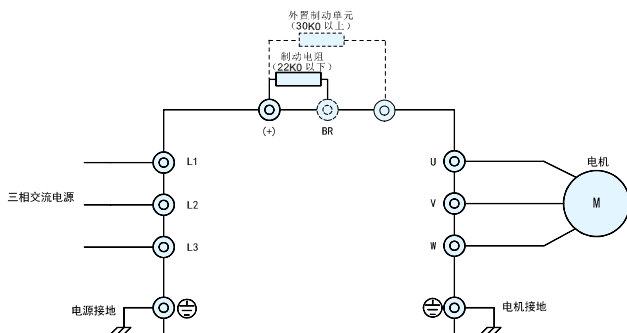 外置制动单元
(30K0 以上)
制动电阻
(22K0 以下)
(+)
BR
L1
U
电机
三相交流电源
L2
V
M
L3
W
电源接地
电机接地